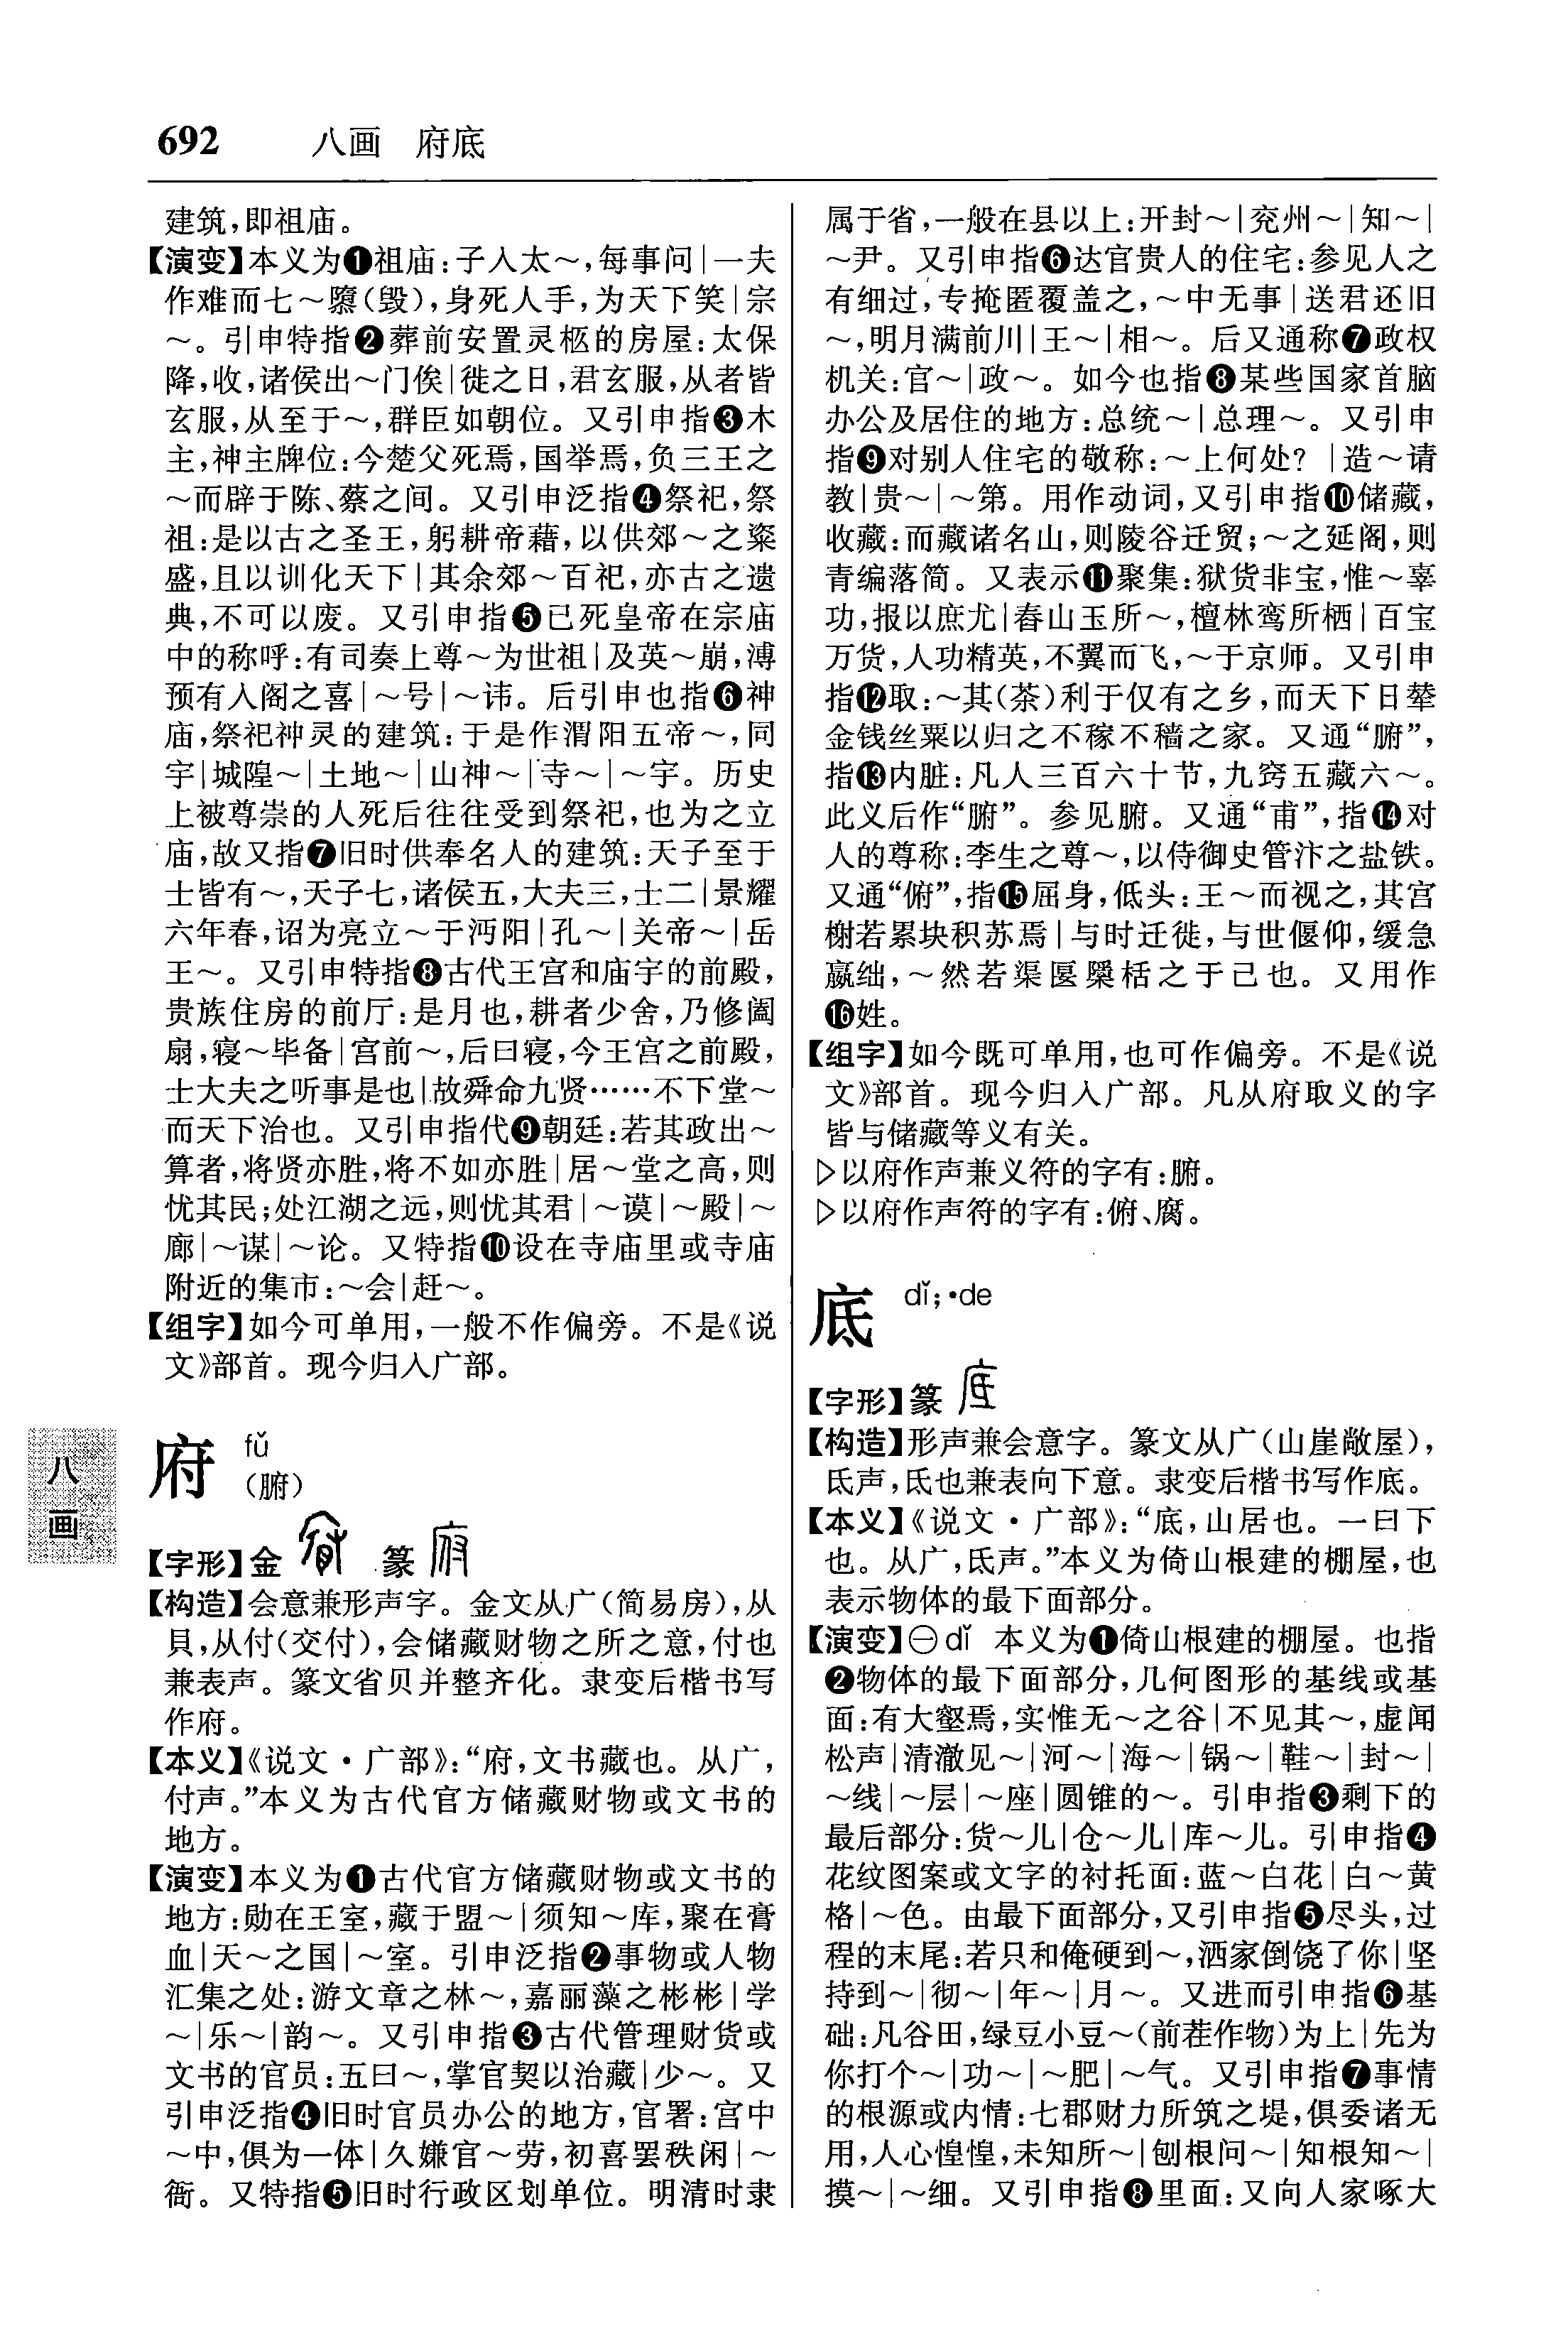 692 八画 府底
建筑,即祖庙。
【演变】本义为❶祖庙:子入太～,每事问|一夫
作难而七～隳(毁),身死人手,为天下笑|宗
～。引申特指❷葬前安置灵柩的房屋:太保
降,收,诸侯出～门俟|徙之日,君玄服,从者皆
玄服,从至于～,群臣如朝位。又引申指❸木
主,神主牌位:今楚父死焉,国举焉,负三王之
～而辟于陈、蔡之间。又引申泛指❹祭祀,祭
祖:是以古之圣王,躬耕帝藉,以供郊～之粢
盛,且以训化天下|其余郊～百祀,亦古之遗
典,不可以废。又引申指❺已死皇帝在宗庙
中的称呼:有司奏上尊～为世祖|及英～崩,溥
预有入阁之喜|～号|～讳。后引申也指❻神
庙,祭祀神灵的建筑:于是作渭阳五帝～,同
宇|城隍～|土地～|山神～|寺～|～宇。历史
上被尊崇的人死后往往受到祭祀,也为之立
庙,故又指❼旧时供奉名人的建筑:天子至于
士皆有～,天子七,诸侯五,大夫三,士二|景耀
六年春,诏为亮立～于沔阳|孔～|关帝～|岳
王～。又引申特指❽古代王宫和庙宇的前殿,
贵族住房的前厅:是月也,耕者少舍,乃修阖
扇,寝～毕备|宫前～,后曰寝,今王宫之前殿,
士大夫之听事是也|故舜命九贤……不下堂～
而天下治也。又引申指代❾朝廷:若其政出～
算者,将贤亦胜,将不如亦胜|居～堂之高,则
忧其民;处江湖之远,则忧其君|～谟|～殿|～
廊|～谋|～论。又特指❿设在寺庙里或寺庙
附近的集市:～会|赶～。
【组字】如今可单用,一般不作偏旁。不是《说
文》部首。现今归入广部。
府 fǔ
(腑)
【字形】金 篆
【构造】会意兼形声字。金文从广(简易房),从
貝,从付(交付),会储藏财物之所之意,付也
兼表声。篆文省贝并整齐化。隶变后楷书写
作府。
【本义】《说文·广部》:“府,文书藏也。从广,
付声。”本义为古代官方储藏财物或文书的
地方。
【演变】本义为❶古代官方储藏财物或文书的
地方:勋在王室,藏于盟～|须知～库,聚在膏
血|天～之国|～室。引申泛指❷事物或人物
汇集之处:游文章之林～,嘉丽藻之彬彬|学
～|乐～|韵～。又引申指❸古代管理财货或
文书的官员:五曰～,掌官契以治藏|少～。又
引申泛指❹旧时官员办公的地方,官署:宫中
～中,俱为一体|久嫌官～劳,初喜罢秩闲|～
衙。又特指❺旧时行政区划单位。明清时隶
八
画
属于省,一般在县以上:开封～|兖州～|知～|
～尹。又引申指❻达官贵人的住宅:参见人之
有细过,专掩匿覆盖之,～中无事|送君还旧
～,明月满前川|王～|相～。后又通称❼政权
机关:官～|政～。如今也指❽某些国家首脑
办公及居住的地方:总统～|总理～。又引申
指❾对别人住宅的敬称:～上何处?|造～请
教|贵～|～第。用作动词,又引申指❿储藏,
收藏:而藏诸名山,则陵谷迁贸;～之延阁,则
青编落简。又表示⓫聚集:狱货非宝,惟～辜
功,报以庶尤|春山玉所～,檀林鸾所栖|百宝
万货,人功精英,不翼而飞,～于京师。又引申
指⓬取:～其(茶)利于仅有之乡,而天下日辇
金钱丝粟以归之不稼不穑之家。又通“腑”,
指⓭内脏:凡人三百六十节,九窍五藏六～。
此义后作“腑”。参见腑。又通“甫”,指⓮对
人的尊称:李生之尊～,以侍御史管汴之盐铁。
又通“俯”,指⓯屈身,低头:王～而视之,其宫
榭若累块积苏焉|与时迁徙,与世偃仰,缓急
嬴绌,～然若渠匽檃栝之于己也。又用作
⓰姓。
【组字】如今既可单用,也可作偏旁。不是《说
文》部首。现今归入广部。凡从府取义的字
皆与储藏等义有关。
▷以府作声兼义符的字有:腑。
▷以府作声符的字有:俯、腐。
底 dǐ;·de
【字形】篆
【构造】形声兼会意字。篆文从广(山崖敞屋),
氐声,氐也兼表向下意。隶变后楷书写作底。
【本义】《说文·广部》:“底,山居也。一曰下
也。从广,氐声。”本义为倚山根建的棚屋,也
表示物体的最下面部分。
【演变】㊀dǐ 本义为❶倚山根建的棚屋。也指
❷物体的最下面部分,几何图形的基线或基
面:有大壑焉,实惟无～之谷|不见其～,虚闻
松声|清澈见～|河～|海～|锅～|鞋～|封～|
～线|～层|～座|圆锥的～。引申指❸剩下的
最后部分:货～儿|仓～儿|库～儿。引申指❹
花纹图案或文字的衬托面:蓝～白花|白～黄
格|～色。由最下面部分,又引申指❺尽头,过
程的末尾:若只和俺硬到～,洒家倒饶了你|坚
持到～|彻～|年～|月～。又进而引申指❻基
础:凡谷田,绿豆小豆～(前茬作物)为上|先为
你打个～|功～|～肥|～气。又引申指❼事情
的根源或内情:七郡财力所筑之堤,俱委诸无
用,人心惶惶,未知所～|刨根问～|知根知～|
摸～|～细。又引申指❽里面:又向人家啄大